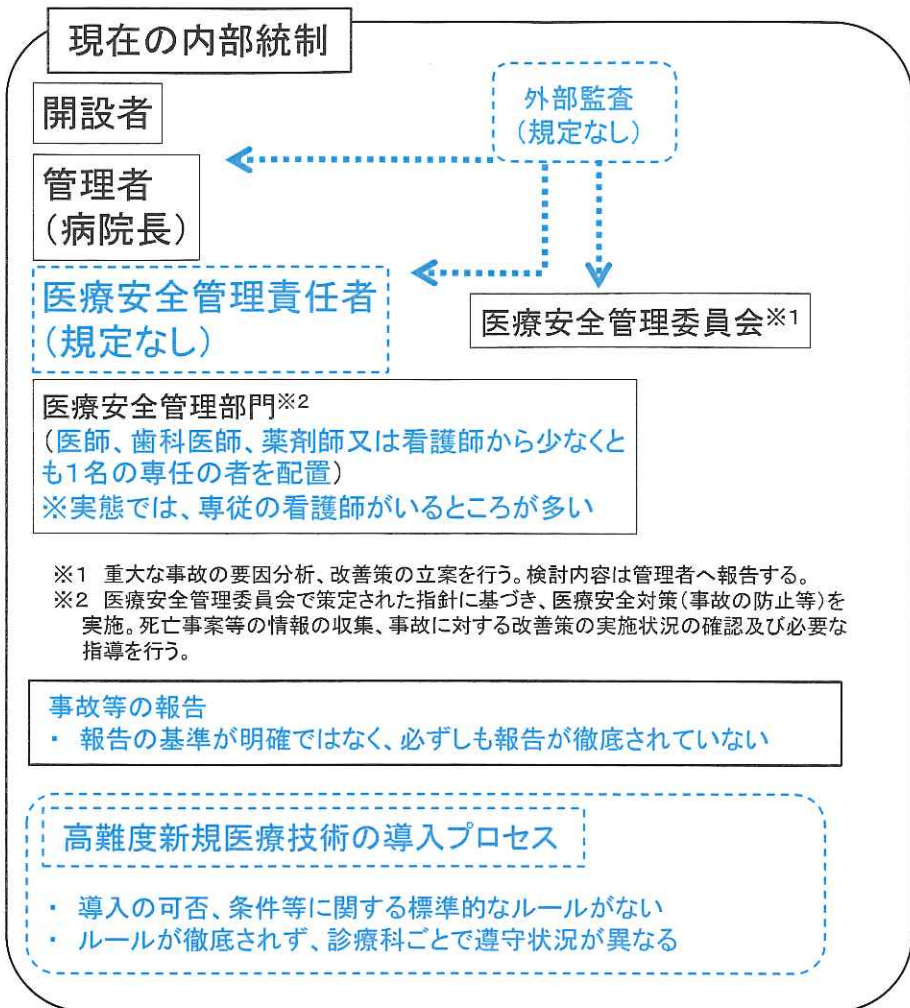 現在の内部統制
開設者
外部監査
(規定なし)
管理者
(病院長)
医療安全管理責任者
(規定なし)
医療安全管理委員会※1
医療安全管理部門※2
(医師、歯科医師、薬剤師又は看護師から少なくと
も1名の専任の者を配置)
※実態では、専従の看護師がいるところが多い
※1 重大な事故の要因分析、改善策の立案を行う。検討内容は管理者へ報告する。
※2 医療安全管理委員会で策定された指針に基づき、医療安全対策(事故の防止等)を
実施。死亡事案等の情報の収集、事故に対する改善策の実施状況の確認及び必要な
指導を行う。
事故等の報告
・ 報告の基準が明確ではなく、必ずしも報告が徹底されていない
高難度新規医療技術の導入プロセス
・ 導入の可否、条件等に関する標準的なルールがない
・ ルールが徹底されず、診療科ごとで遵守状況が異なる